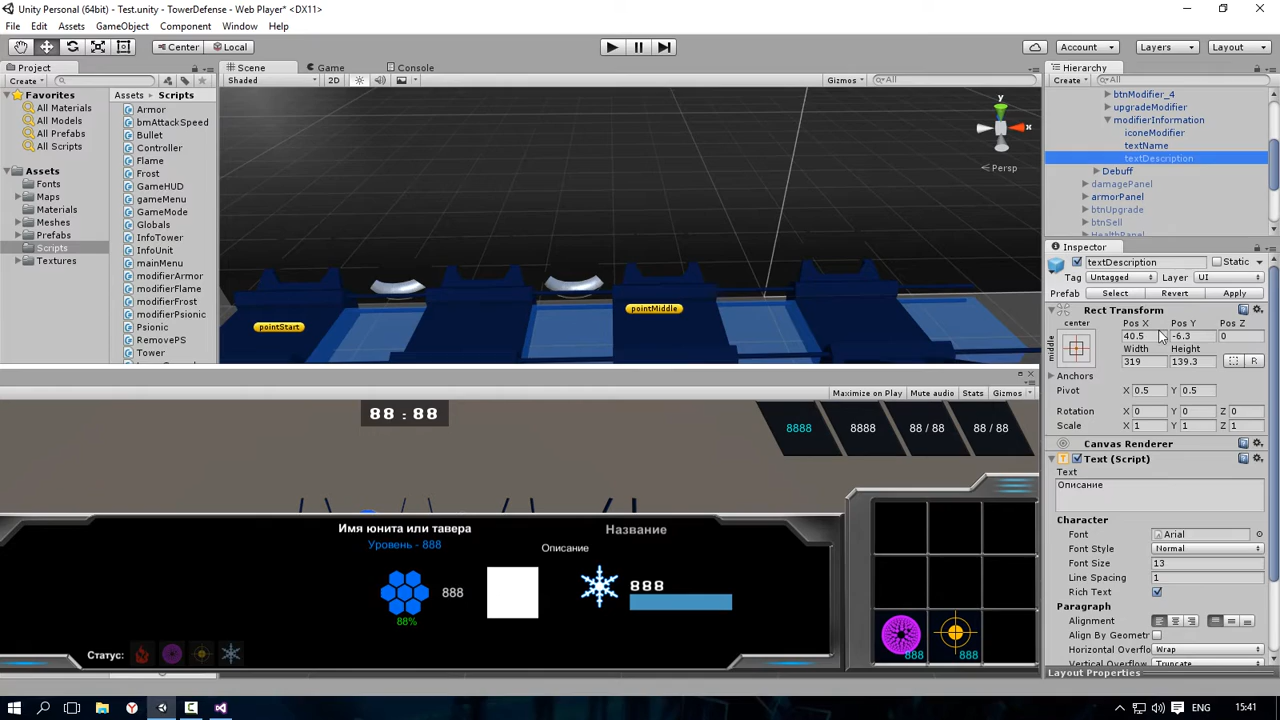 Unity Personal (64bit) - Test.unity - TowerDefense - Web Player* <DX11>
File Edit Assets GameObject Component Window Help
Center Local Account Layers Layout
Project
Create
Favorites
All Materials
All Models
All Prefabs
All Scripts
Assets
Fonts
Maps
Materials
Meshes
Prefabs
Scripts
Textures
Assets Scripts
Armor
bmAttackSpeed
Bullet
Controller
Flame
Frost
GameHUD
gameMenu
GameMode
Globals
InfoTower
InfoUnit
mainMenu
modifierArmor
modifierFlame
modifierFrost
modifierPsionic
Psionic
RemovePS
Tower
Scene Game Console
Shaded 2D Gizmos All
y
x
Persp
pointStart
pointMiddle
Maximize on Play Mute audio Stats Gizmos
88 : 88
8888 8888 88 / 88 88 / 88
Имя юнита или тавера
Уровень - 888
Название
Описание
888
88%
888
Статус:
888 888
Hierarchy
Create All
btnModifier_4
upgradeModifier
modifierInformation
iconeModifier
textName
textDescription
Debuff
damagePanel
armorPanel
btnUpgrade
btnSell
HealthPanel
Inspector
textDescription Static
Tag Untagged Layer UI
Prefab Select Revert Apply
Rect Transform
center Pos X Pos Y Pos Z
middle 40.5 -6.3 0
Width Height
319 139.3 R
Anchors
Pivot X 0.5 Y 0.5
Rotation X 0 Y 0 Z 0
Scale X 1 Y 1 Z 1
Canvas Renderer
Text (Script)
Text
Описание
Character
Font Arial
Font Style Normal
Font Size 13
Line Spacing 1
Rich Text
Paragraph
Alignment
Align By Geometr
Horizontal Overflo Wrap
Vertical Overflow Truncate
Layout Properties
ENG 15:41